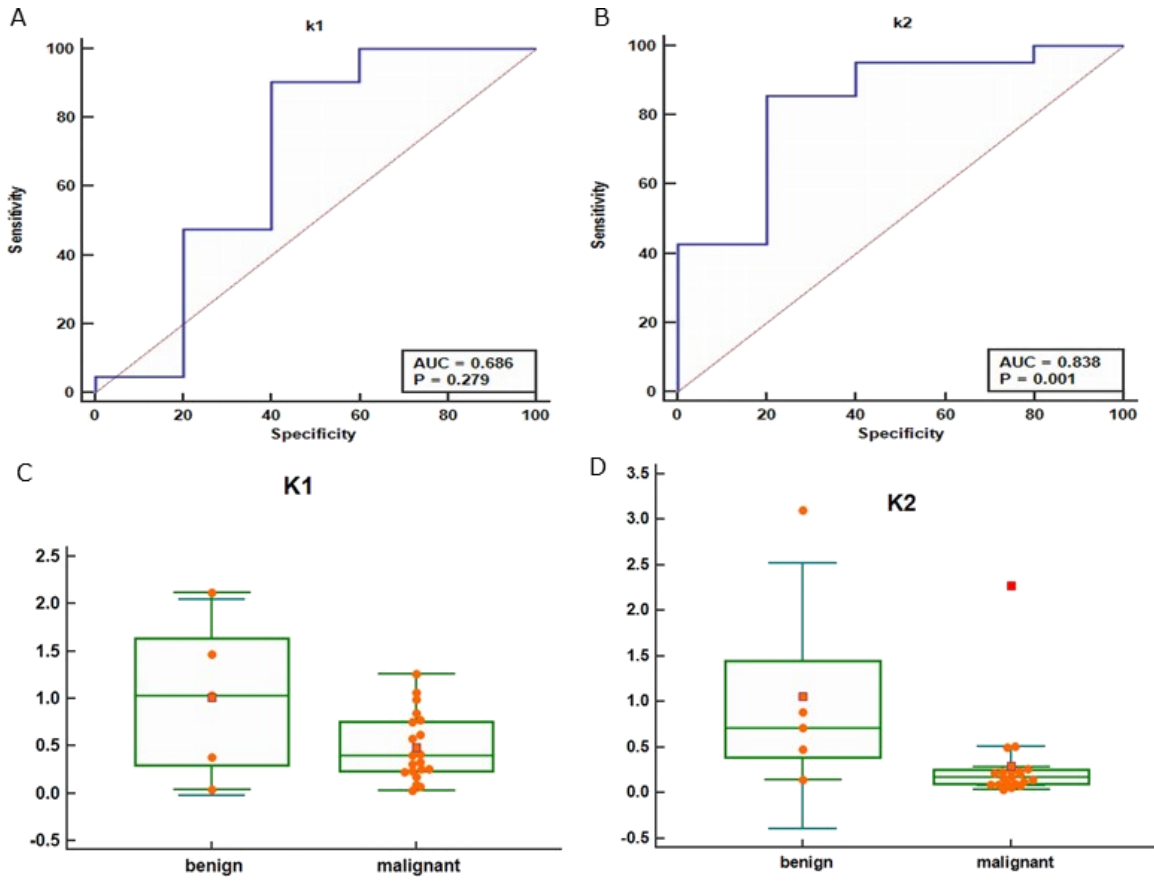 A
k1
100
80
60
40
20
0
Sensitivity
AUC = 0.686
P = 0.279
0 20 40 60 80 100
Specificity
B
k2
100
80
60
40
20
0
Sensitivity
AUC = 0.838
P = 0.001
0 20 40 60 80 100
Specificity
C
K1
2.5
2.0
1.5
1.0
0.5
0.0
-0.5
benign malignant
D
K2
3.5
3.0
2.5
2.0
1.5
1.0
0.5
0.0
-0.5
benign malignant